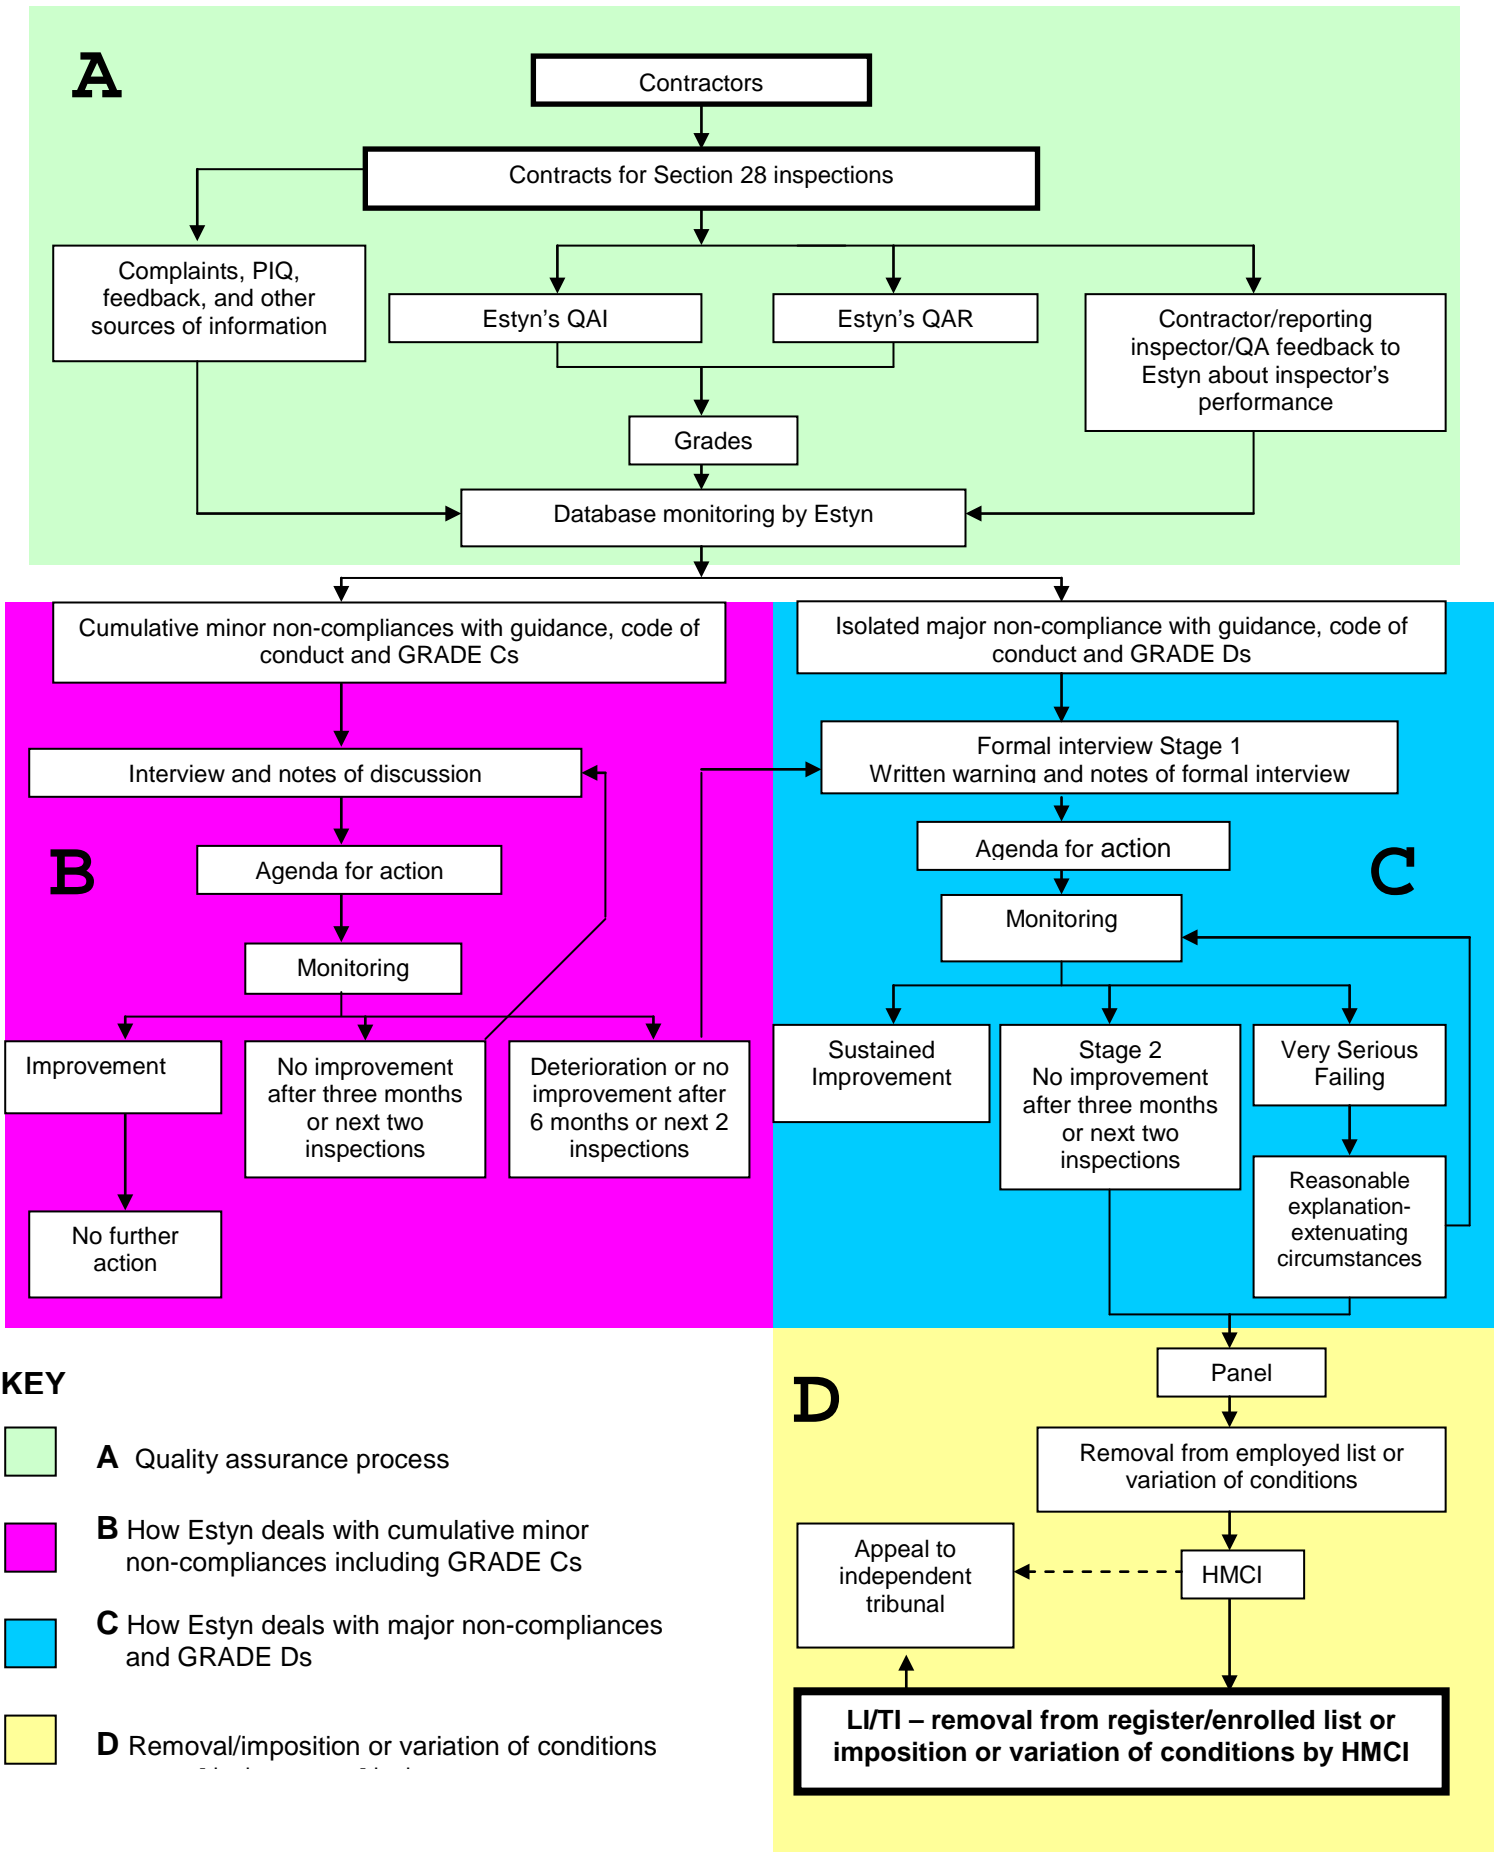 A
Contractors
Contracts for Section 28 inspections
Complaints, PIQ,
feedback, and other
sources of information
Estyn's QAI
Estyn's QAR
Contractor/reporting
inspector/QA feedback to
Estyn about inspector's
performance
Grades
Database monitoring by Estyn
Cumulative minor non-compliances with guidance, code of
conduct and GRADE Cs
Isolated major non-compliance with guidance, code of
conduct and GRADE Ds
Interview and notes of discussion
Formal interview Stage 1
Written warning and notes of formal interview
B
Agenda for action
Agenda for action
C
Monitoring
Monitoring
Improvement
No improvement
after three months
or next two
inspections
Deterioration or no
improvement after
6 months or next 2
inspections
Sustained
Improvement
Stage 2
No improvement
after three months
or next two
inspections
Very Serious
Failing
No further
action
Reasonable
explanation-
extenuating
circumstances
D
Panel
Removal from employed list or
variation of conditions
Appeal to
independent
tribunal
HMCI
LI/TI – removal from register/enrolled list or
imposition or variation of conditions by HMCI
KEY
A Quality assurance process
B How Estyn deals with cumulative minor
non-compliances including GRADE Cs
C How Estyn deals with major non-compliances
and GRADE Ds
D Removal/imposition or variation of conditions